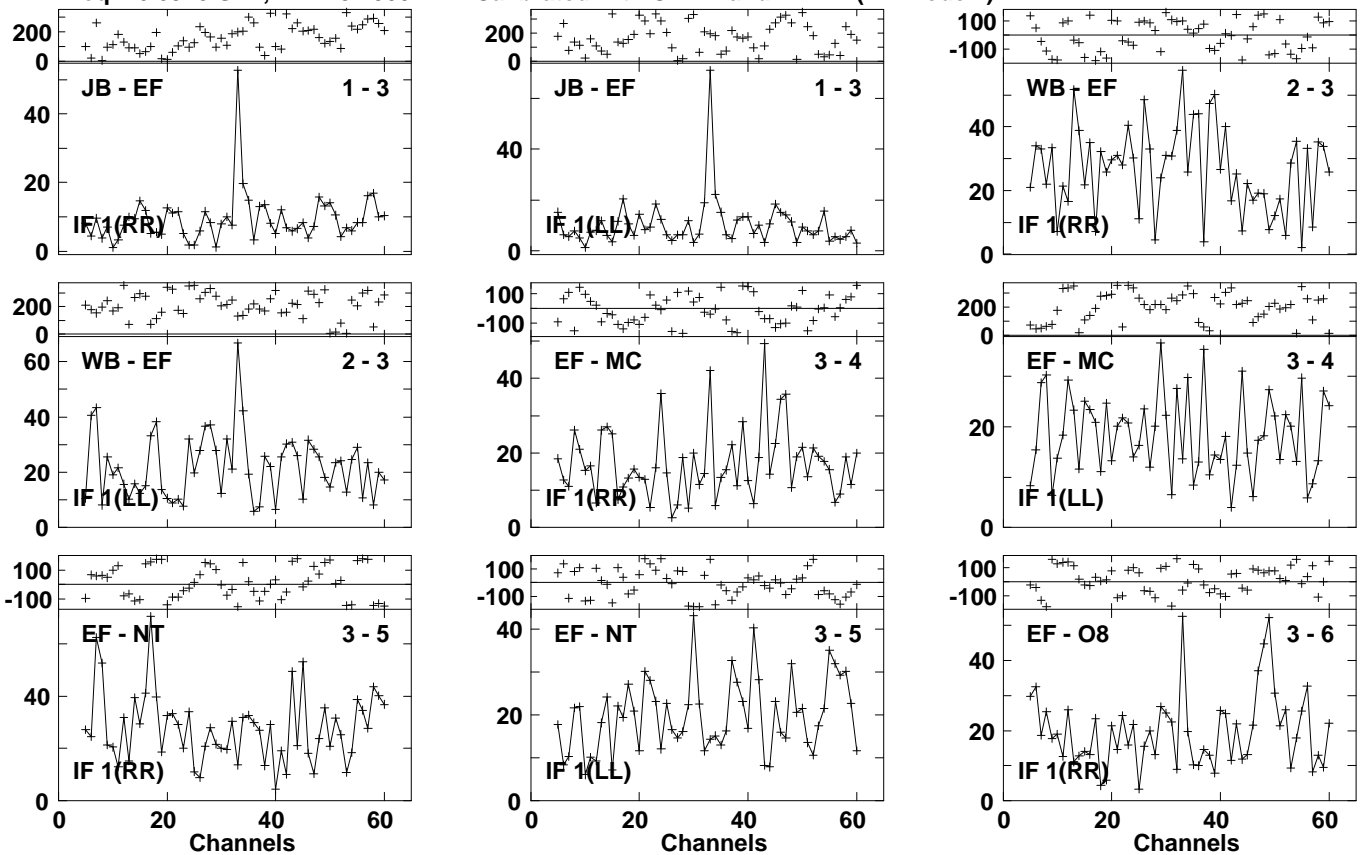 200
0
200
0
100
-100
JB - EF 1 - 3
JB - EF 1 - 3
WB - EF 2 - 3
40
20
0
IF 1(RR)
40
0
IF 1(LL)
40
20
0
IF 1(RR)
200
0
100
-100
200
0
WB - EF 2 - 3
EF - MC 3 - 4
EF - MC 3 - 4
60
40
20
0
IF 1(LL)
40
20
0
IF 1(RR)
20
0
IF 1(LL)
100
-100
100
-100
100
-100
EF - NT 3 - 5
EF - NT 3 - 5
EF - O8 3 - 6
40
0
IF 1(RR)
40
20
0
IF 1(LL)
40
20
0
IF 1(RR)
0 20 40 60
0 20 40 60
0 20 40 60
Channels
Channels
Channels